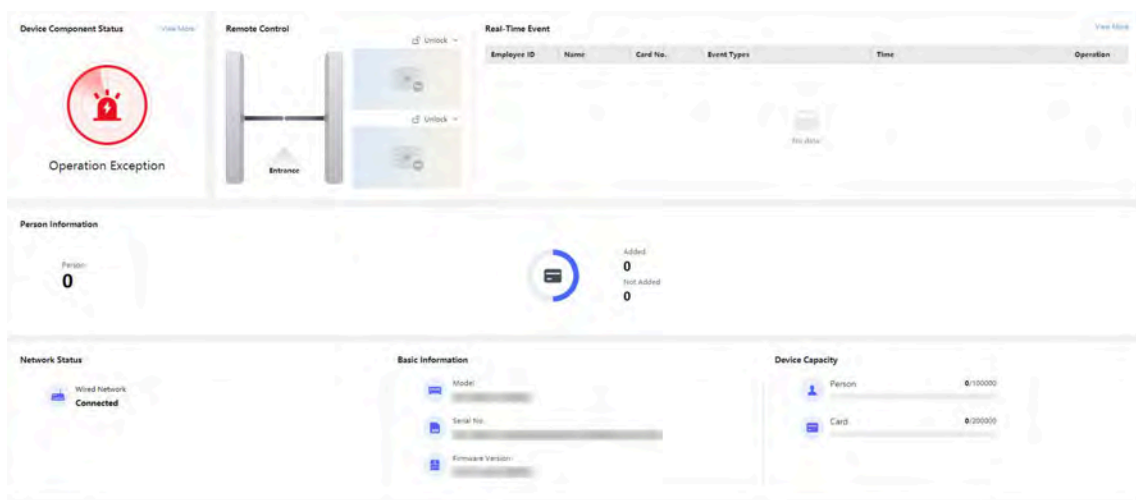 Device Component Status
View More
Operation Exception
Remote Control
Unlock
Unlock
Entrance
Real-Time Event
View More
Employee ID Name Card No. Event Types Time Operation
No data
Person Information
Person
0
Added
0
Not Added
0
Network Status
Wired Network
Connected
Basic Information
Model
Serial No.
Firmware Version
Device Capacity
Person 0/100000
Card 0/200000